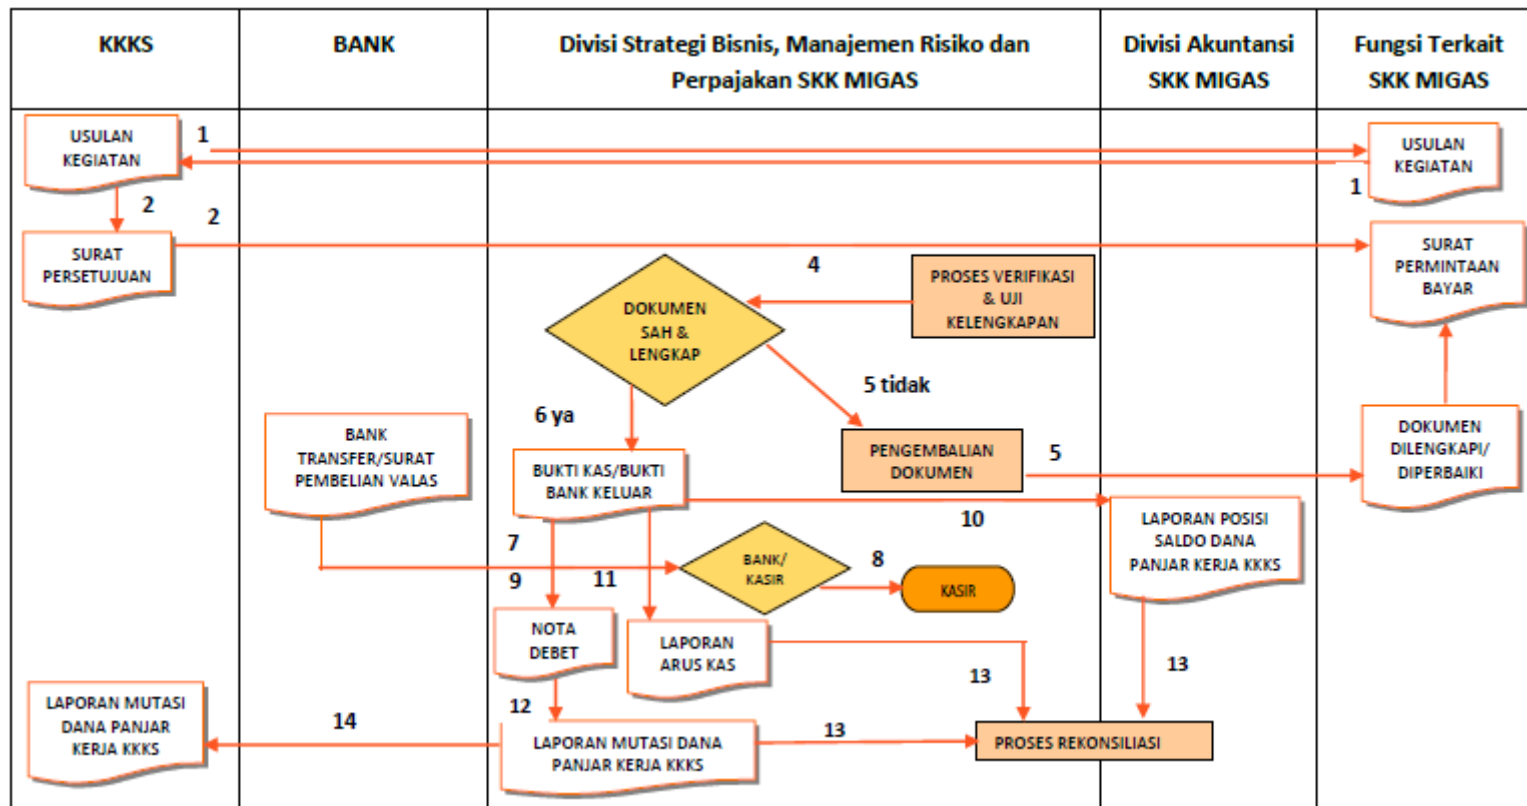 KKKS
BANK
Divisi Strategi Bisnis, Manajemen Risiko dan
Perpajakan SKK MIGAS
Divisi Akuntansi
SKK MIGAS
Fungsi Terkait
SKK MIGAS
USULAN
KEGIATAN
1
USULAN
KEGIATAN
1
2
2
SURAT
PERSETUJUAN
SURAT
PERMINTAAN
BAYAR
4
PROSES VERIFIKASI
& UJI
KELENGKAPAN
DOKUMEN
SAH &
LENGKAP
5 tidak
6 ya
BANK
TRANSFER/SURAT
PEMBELIAN VALAS
BUKTI KAS/BUKTI
BANK KELUAR
PENGEMBALIAN
DOKUMEN
5
DOKUMEN
DILENGKAPI/
DIPERBAIKI
10
LAPORAN POSISI
SALDO DANA
PANJAR KERJA KKKS
7
BANK/
KASIR
8
KASIR
9
11
NOTA
DEBET
LAPORAN
ARUS KAS
13
13
LAPORAN MUTASI
DANA PANJAR
KERJA KKKS
14
12
LAPORAN MUTASI DANA
PANJAR KERJA KKKS
13
PROSES REKONSILIASI